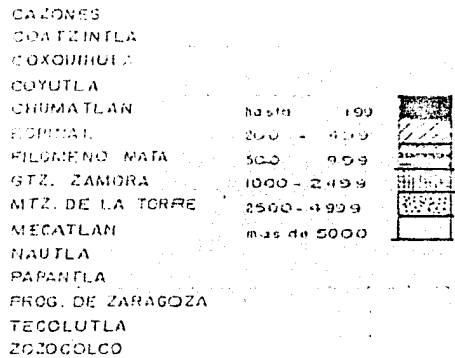 CAZONES
COATZINTLA
COXQUIHUI
COYUTLA
CHUMATLAN hasta 199
ESPINAL 200 - 499
FILOMENO MATA 500 999
GTZ. ZAMORA 1000 - 2499
MTZ. DE LA TORRE 2500 - 4999
MECATLAN mas de 5000
NAUTLA
PAPANTLA
PROG. DE ZARAGOZA
TECOLUTLA
ZOZOCOLCO